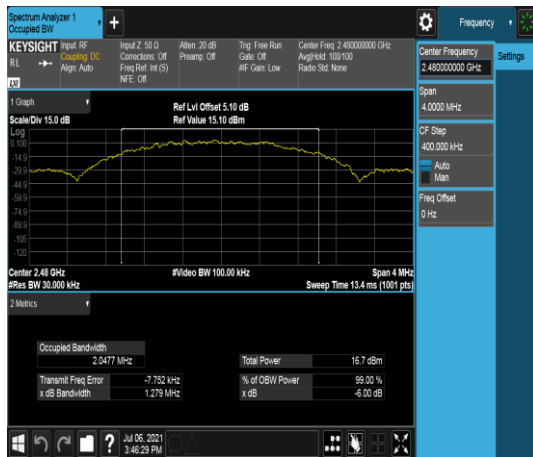 Spectrum Analyzer 1
Occupied BW
+
Frequency
KEYSIGHT
RL
LXI
Input: RF
Coupling: DC
Align: Auto
Input Z: 50 Ω
Corrections: Off
Freq Ref: Int (S)
NFE: Off
Atten: 20 dB
Preamp: Off
Trig: Free Run
Gate: Off
#IF Gain: Low
Center Freq: 2.480000000 GHz
Avg|Hold: 100/100
Radio Std: None
Center Frequency
2.480000000 GHz
Settings
Span
4.0000 MHz
CF Step
400.000 kHz
Auto
Man
Freq Offset
0 Hz
1 Graph
Scale/Div 15.0 dB
Ref Lvl Offset 5.10 dB
Ref Value 15.10 dBm
Log
0.100
-14.9
-29.9
-44.9
-59.9
-74.9
-89.9
-105
-120
Center 2.48 GHz
#Video BW 100.00 kHz
Span 4 MHz
#Res BW 30.000 kHz
Sweep Time 13.4 ms (1001 pts)
2 Metrics
Occupied Bandwidth
2.0477 MHz
Total Power 16.7 dBm
Transmit Freq Error -7.752 kHz
% of OBW Power 99.00 %
x dB Bandwidth 1.279 MHz
x dB -6.00 dB
?
Jul 06, 2021
3:46:29 PM